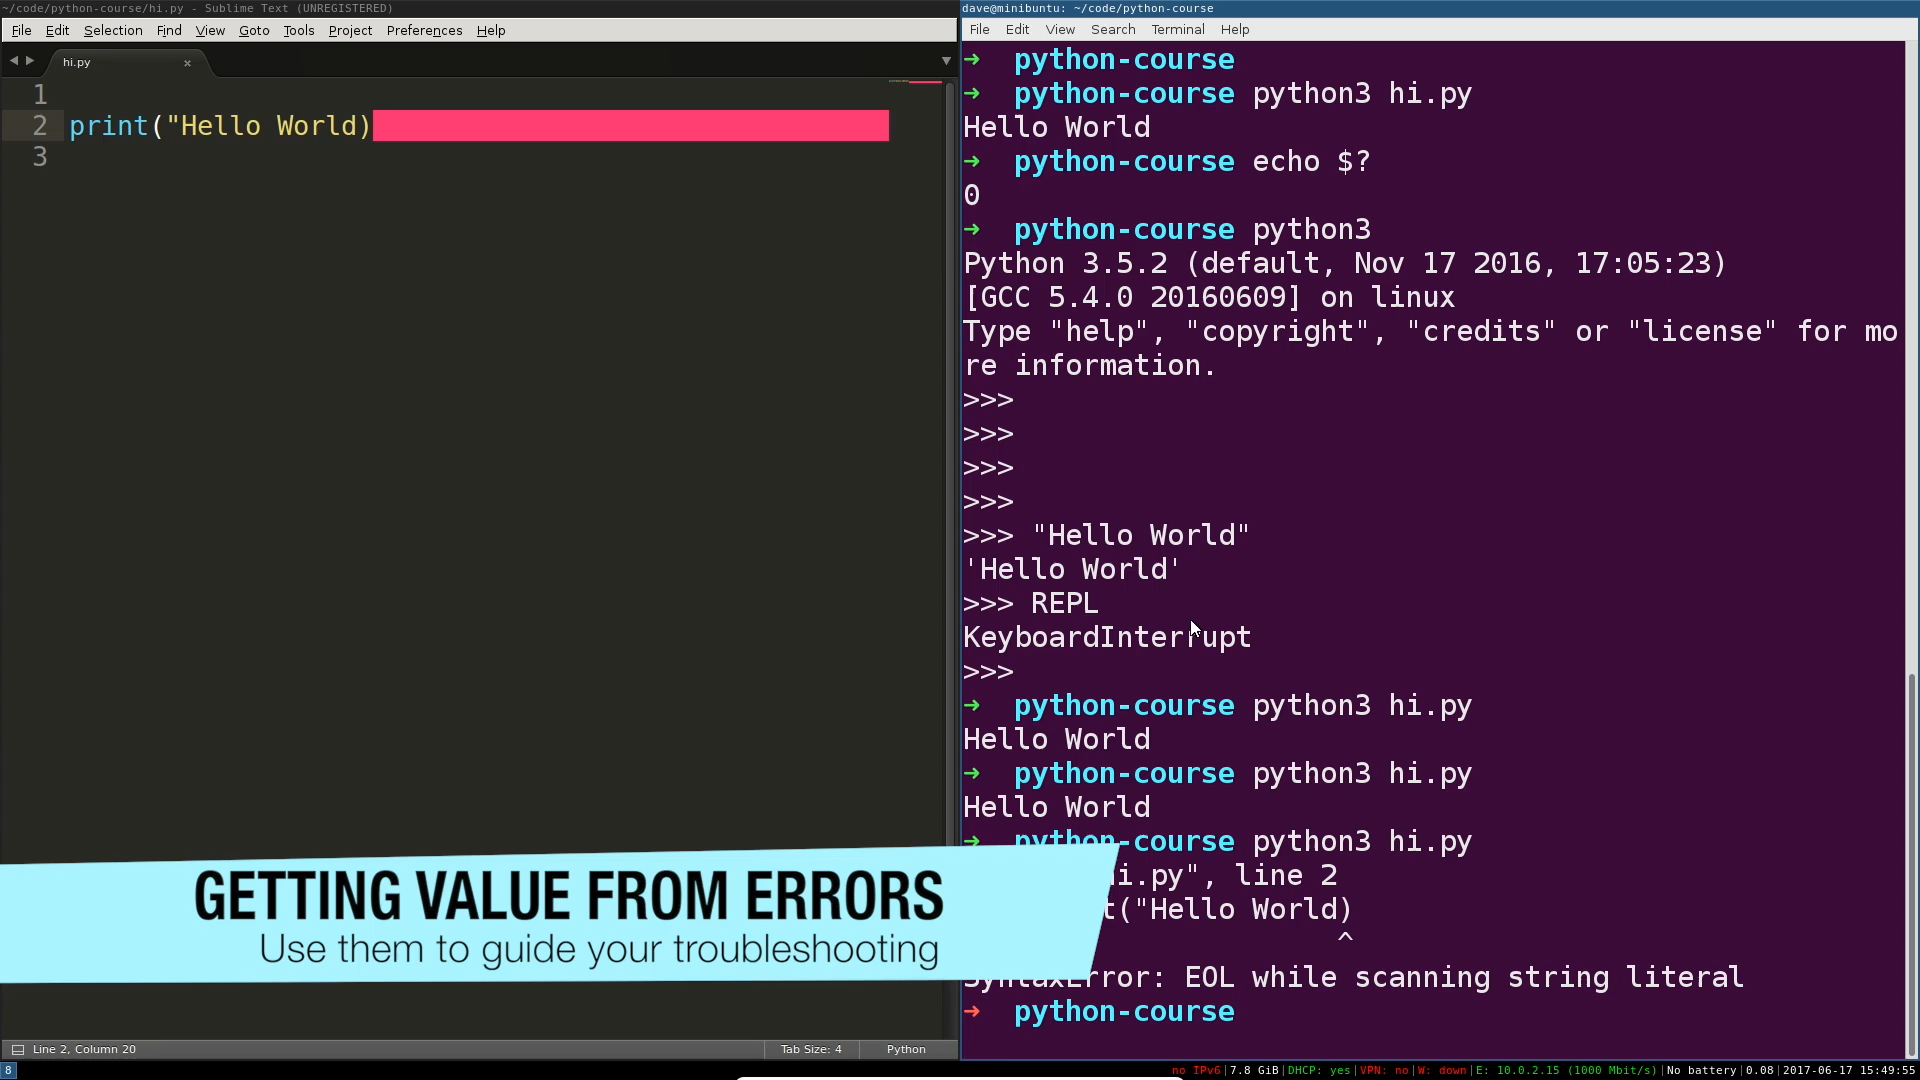 ~/code/python-course/hi.py - Sublime Text (UNREGISTERED)
File Edit Selection Find View Goto Tools Project Preferences Help
hi.py
1
2 print("Hello World)
3
Line 2, Column 20
Tab Size: 4
Python
dave@minibuntu: ~/code/python-course
File Edit View Search Terminal Help
➜ python-course
➜ python-course python3 hi.py
Hello World
➜ python-course echo $?
0
➜ python-course python3
Python 3.5.2 (default, Nov 17 2016, 17:05:23)
[GCC 5.4.0 20160609] on linux
Type "help", "copyright", "credits" or "license" for mo
re information.
>>>
>>>
>>>
>>>
>>> "Hello World"
'Hello World'
>>> REPL
KeyboardInterrupt
>>>
➜ python-course python3 hi.py
Hello World
➜ python-course python3 hi.py
Hello World
➜ python-course python3 hi.py
hi.py", line 2
t("Hello World)
^
SyntaxError: EOL while scanning string literal
➜ python-course
GETTING VALUE FROM ERRORS
Use them to guide your troubleshooting
8
no IPv6|7.8 GiB|DHCP: yes|VPN: no|W: down|E: 10.0.2.15 (1000 Mbit/s)|No battery|0.08|2017-06-17 15:49:55